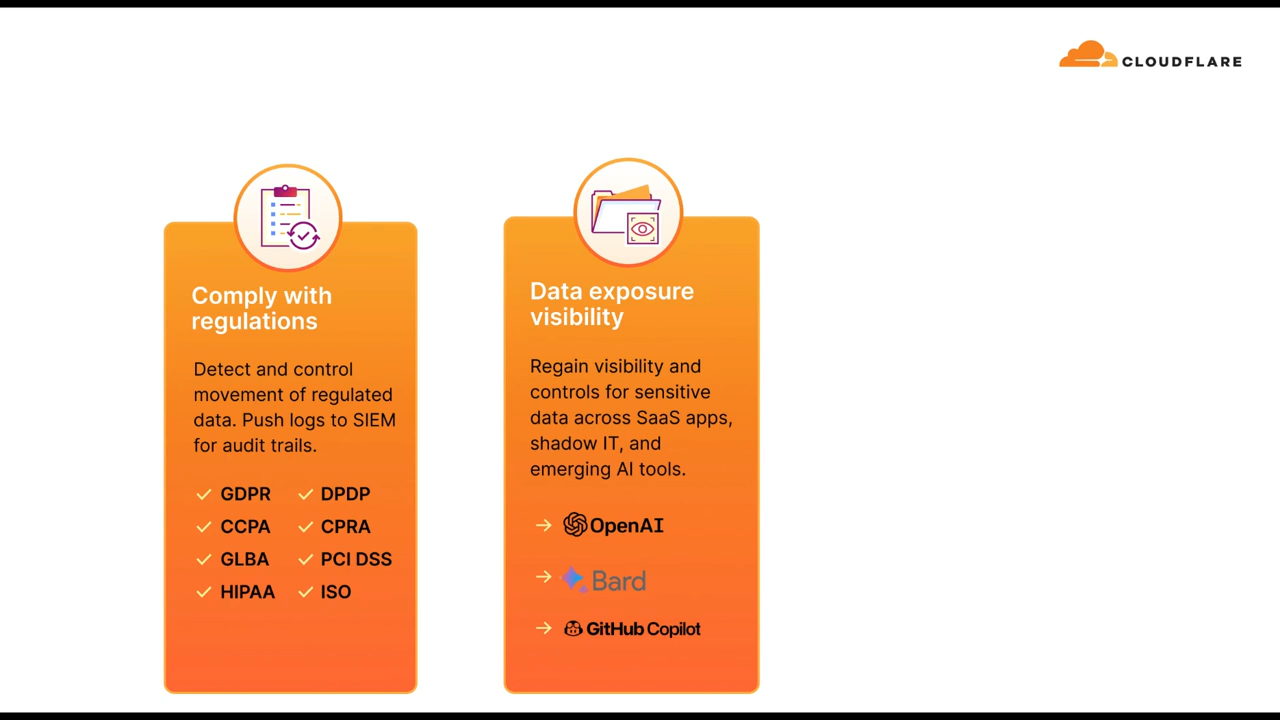 CLOUDFLARE
Comply with
regulations
Detect and control
movement of regulated
data. Push logs to SIEM
for audit trails.
GDPR DPDP
CCPA CPRA
GLBA PCI DSS
HIPAA ISO
Data exposure
visibility
Regain visibility and
controls for sensitive
data across SaaS apps,
shadow IT, and
emerging AI tools.
OpenAI
Bard
GitHub Copilot